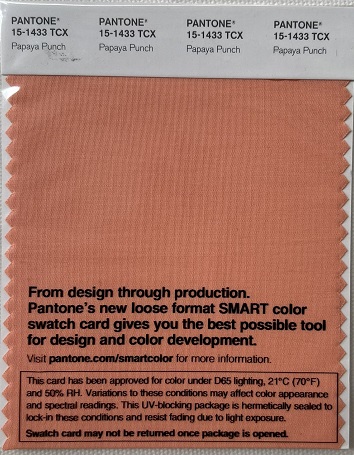 PANTONE® PANTONE® PANTONE® PANTONE®
15-1433 TCX 15-1433 TCX 15-1433 TCX 15-1433 TCX
Papaya Punch Papaya Punch Papaya Punch Papaya Punch
From design through production.
Pantone's new loose format SMART color
swatch card gives you the best possible tool
for design and color development.
Visit pantone.com/smartcolor for more information.
This card has been approved for color under D65 lighting, 21°C (70°F)
and 50% RH. Variations to these conditions may affect color appearance
and spectral readings. This UV-blocking package is hermetically sealed to
lock-in these conditions and resist fading due to light exposure.
Swatch card may not be returned once package is opened.